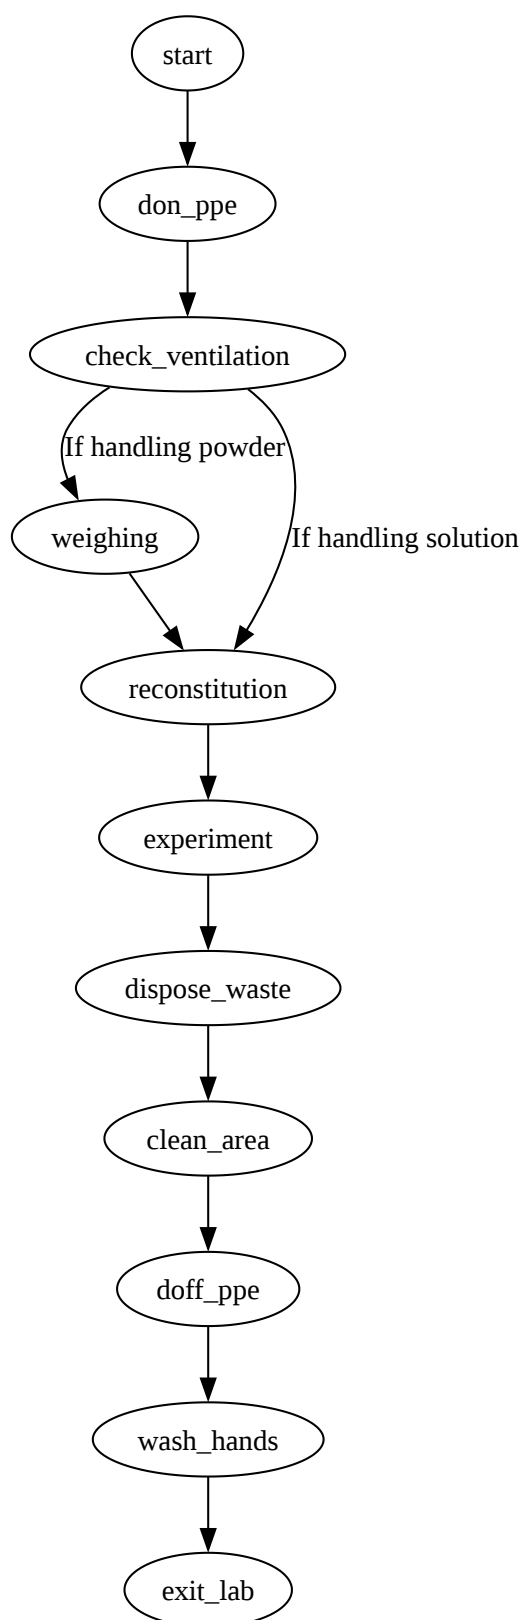 start
don_ppe
check_ventilation
If handling powder
weighing
If handling solution
reconstitution
experiment
dispose_waste
clean_area
doff_ppe
wash_hands
exit_lab